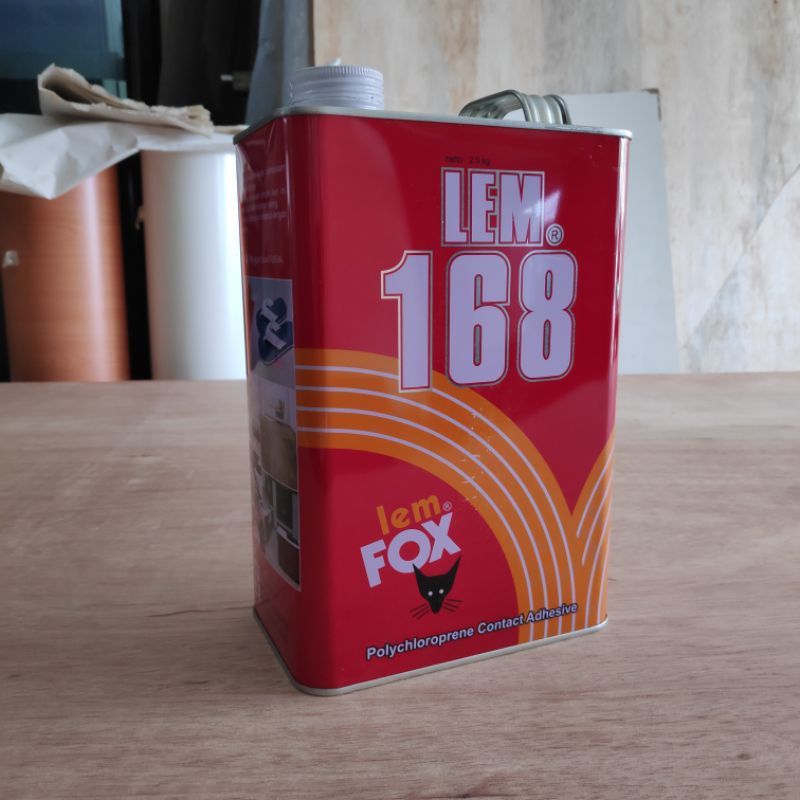 netto : 2.5 kg
LEM®
168
lem®
FOX
Polychloroprene Contact Adhesive